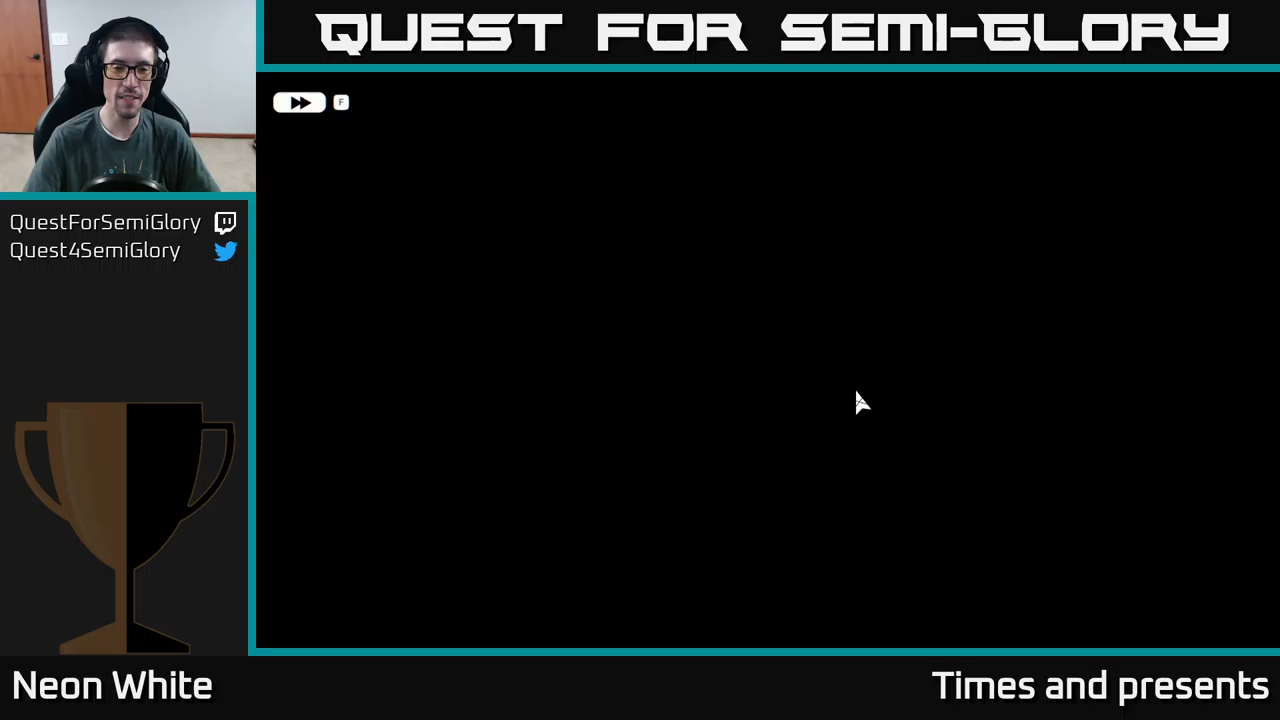 QUEST FOR SEMI-GLORY
F
QuestForSemiGlory
Quest4SemiGlory
Neon White
Times and presents